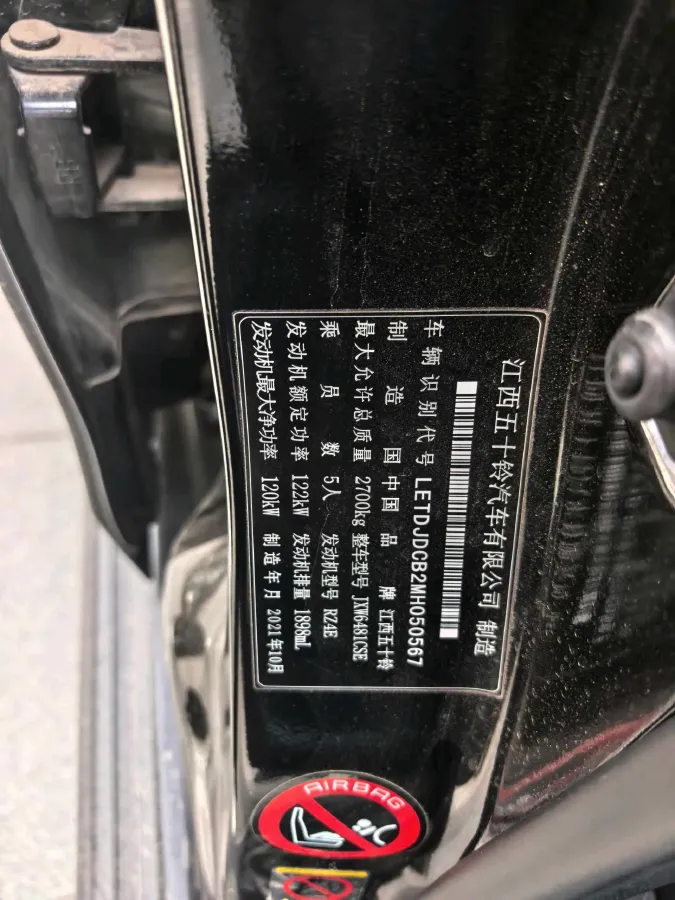 江西五十铃汽车有限公司 制造
车辆识别代号 LETDJDCB2MH050567
制造国 中国 品牌 江西五十铃
最大允许总质量 2700kg 整车型号 JXW6481CSE
乘员数 5人 发动机型号 RZ4E
发动机额定功率 122kW 发动机排量 1898mL
发动机最大净功率 120kW 制造年月 2021年10月
AIRBAG